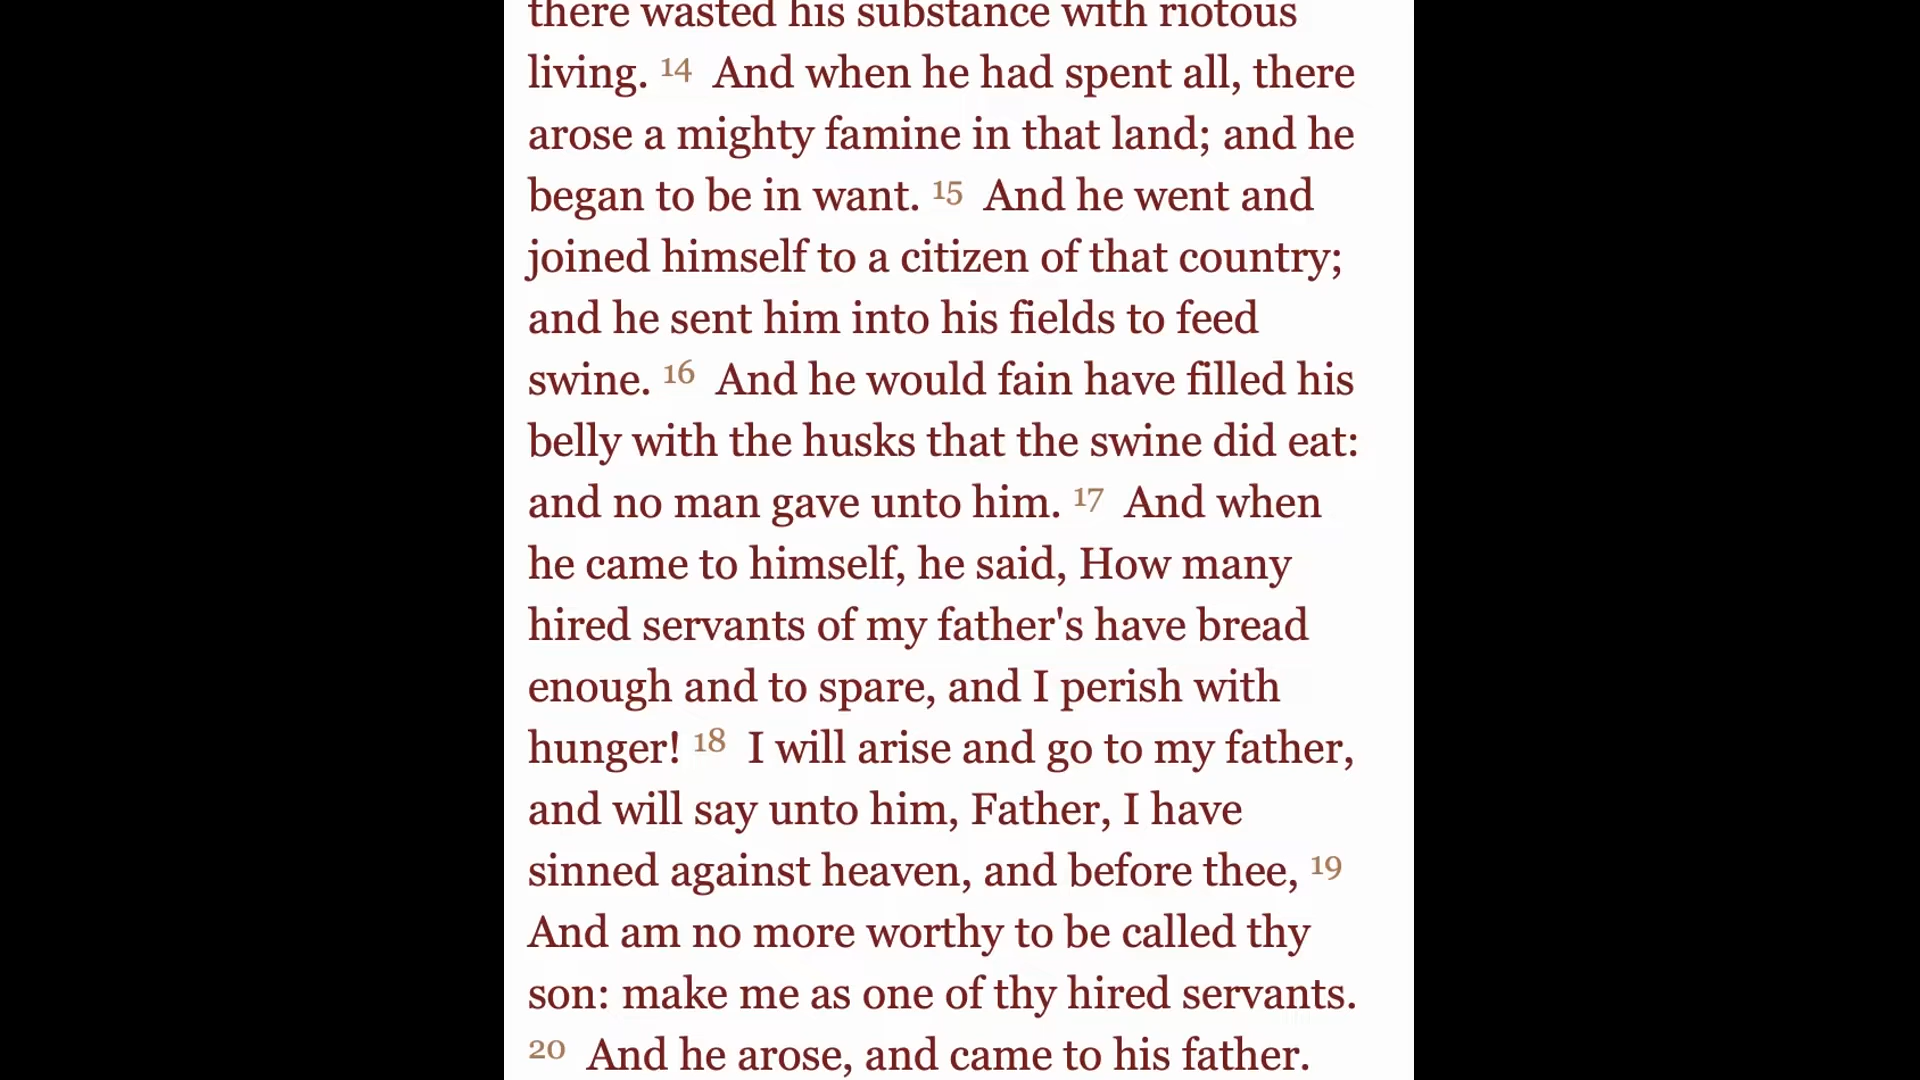 there wasted his substance with riotous
living. 14 And when he had spent all, there
arose a mighty famine in that land; and he
began to be in want. 15 And he went and
joined himself to a citizen of that country;
and he sent him into his fields to feed
swine. 16 And he would fain have filled his
belly with the husks that the swine did eat:
and no man gave unto him. 17 And when
he came to himself, he said, How many
hired servants of my father's have bread
enough and to spare, and I perish with
hunger! 18 I will arise and go to my father,
and will say unto him, Father, I have
sinned against heaven, and before thee, 19
And am no more worthy to be called thy
son: make me as one of thy hired servants.
20 And he arose, and came to his father.